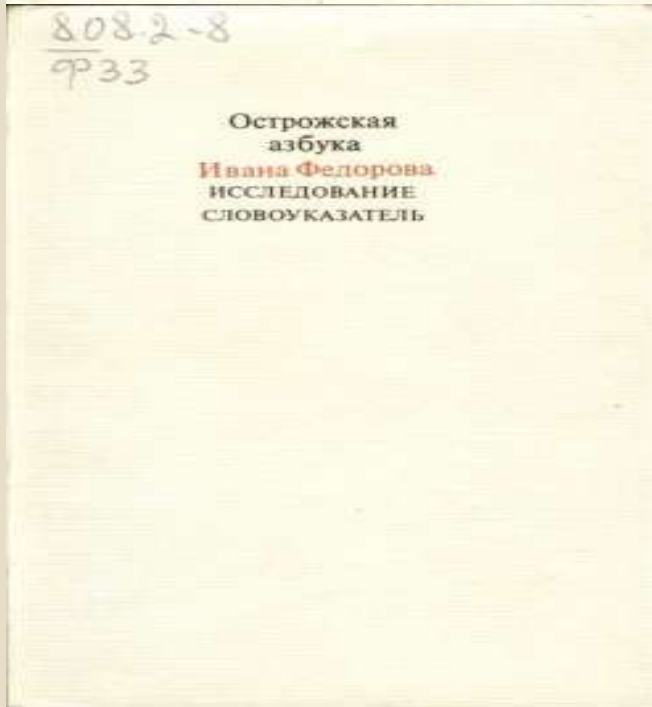 808.2-8
Ф33
Острожская
азбука
Ивана Федорова
ИССЛЕДОВАНИЕ
СЛОВОУКАЗАТЕЛЬ